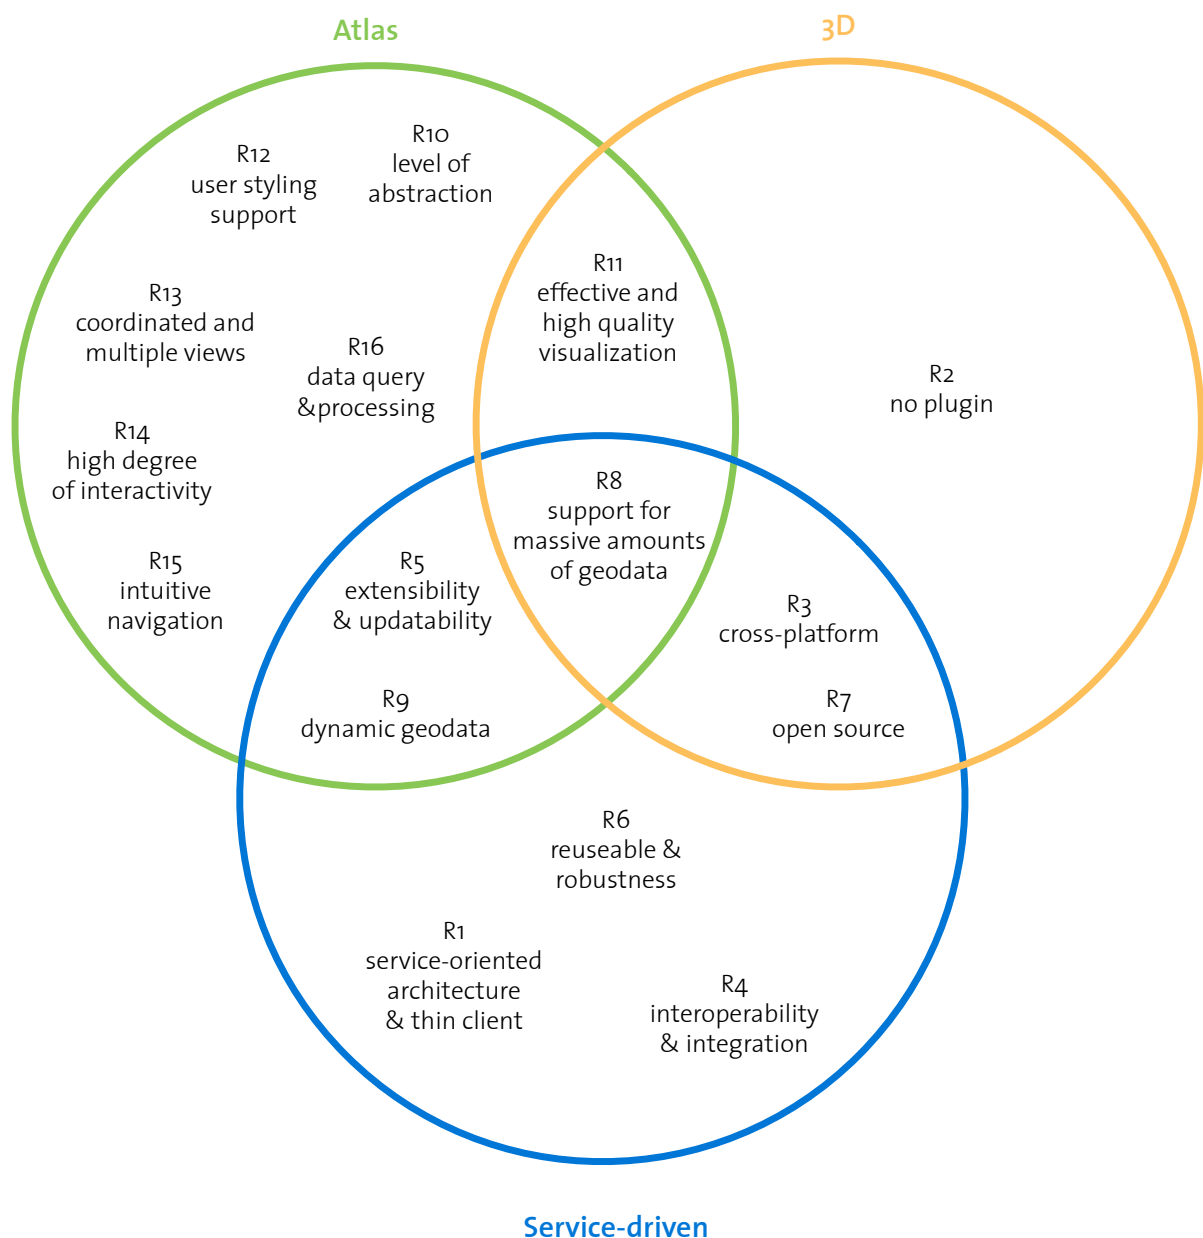 Atlas
3D
R10
level of
abstraction
R12
user styling
support
R11
effective and
high quality
visualization
R13
coordinated and
multiple views
R16
data query
&processing
R2
no plugin
R14
high degree
of interactivity
R8
support for
massive amounts
of geodata
R15
intuitive
navigation
R5
extensibility
& updatability
R3
cross-platform
R9
dynamic geodata
R7
open source
R6
reuseable &
robustness
R1
service-oriented
architecture
& thin client
R4
interoperability
& integration
Service-driven